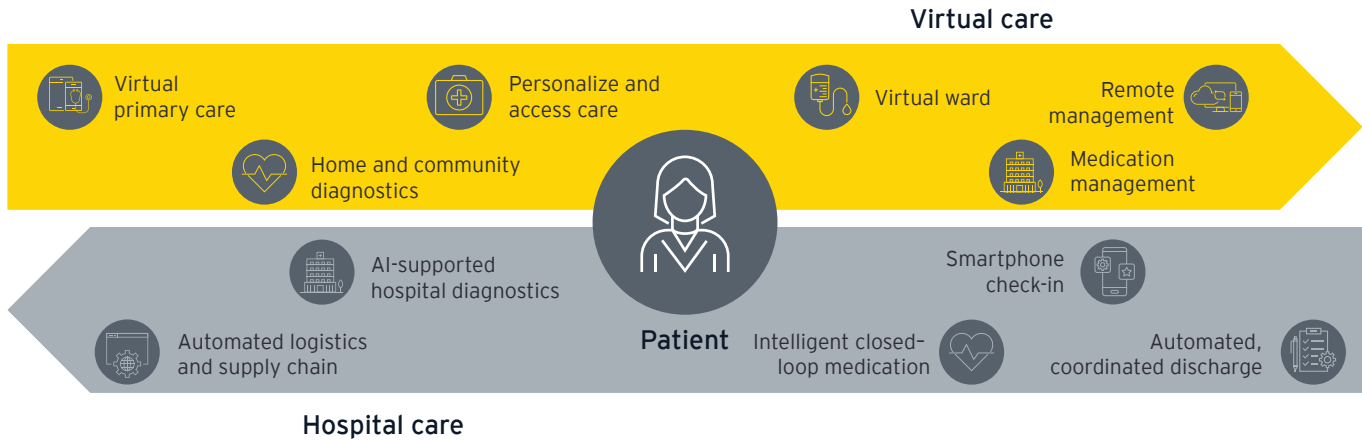 Virtual care
Virtual
primary care
Personalize and
access care
Virtual ward
Remote
management
Home and community
diagnostics
Medication
management
AI-supported
hospital diagnostics
Smartphone
check-in
Automated logistics
and supply chain
Patient
Intelligent closed–
loop medication
Automated,
coordinated discharge
Hospital care